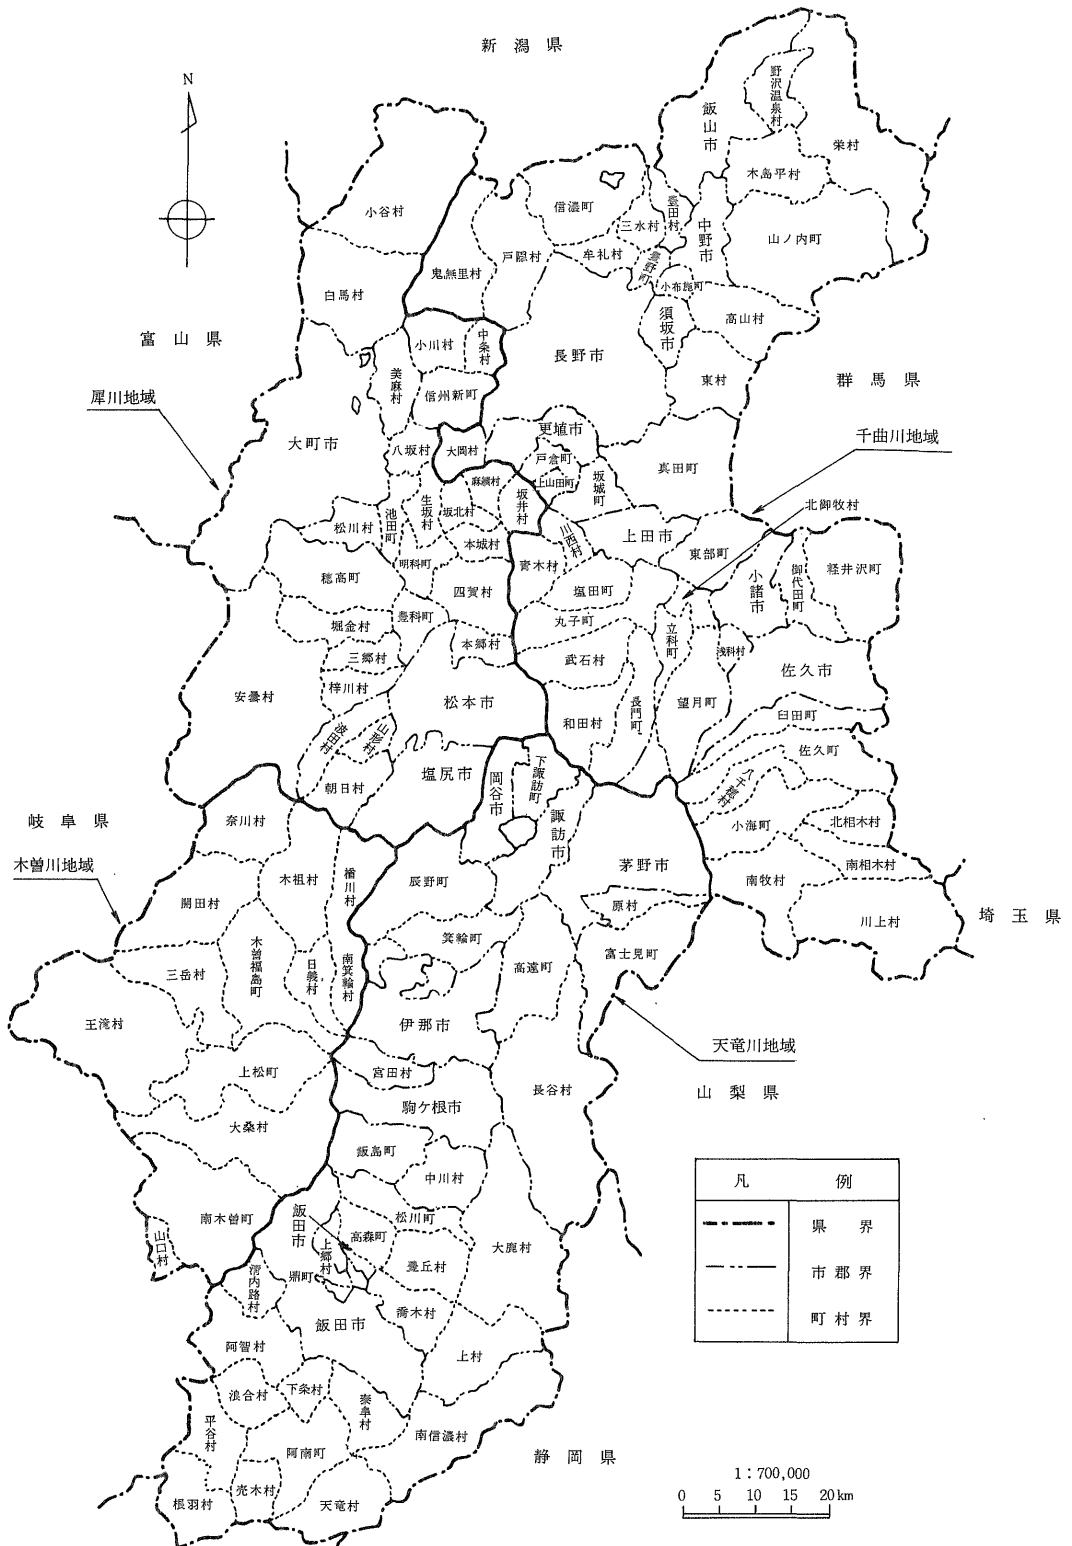 新潟県
N
野沢温泉村
飯山市
栄村
木島平村
小谷村
信濃町
豊田村
三水村
中野市
山ノ内町
戸隠村
牟礼村
豊野町
鬼無里村
小布施町
白馬村
須坂市
高山村
富山県
小川村
中条村
長野市
美麻村
東村
群馬県
信州新町
犀川地域
更埴市
千曲川地域
大町市
八坂村
大岡村
戸倉町
真田町
麻績村
上山田町
坂城町
生坂村
坂北村
坂井村
北御牧村
池田町
松川村
川西村
上田市
本城村
東部町
明科町
青木村
軽井沢町
穂高町
小諸市
御代田町
四賀村
塩田町
豊科町
丸子町
堀金村
立科町
本郷村
浅科村
三郷村
武石村
佐久市
梓川村
安曇村
松本市
望月町
長門町
臼田町
波田村
山形村
和田村
佐久町
塩尻市
下諏訪町
朝日村
岡谷市
八千穂村
岐阜県
奈川村
諏訪市
小海町
北相木村
木曽川地域
茅野市
南相木村
木祖村
楢川村
辰野町
南牧村
開田村
原村
川上村
埼玉県
箕輪町
富士見町
木曽福島町
日義村
南箕輪村
三岳村
高遠町
王滝村
伊那市
天竜川地域
上松町
宮田村
長谷村
山梨県
駒ケ根市
大桑村
飯島町
中川村
凡例
県界
市郡界
町村界
南木曽町
飯田市
松川町
山口村
高森町
大鹿村
上郷村
豊丘村
清内路村
鼎町
喬木村
飯田市
阿智村
上村
浪合村
下条村
泰阜村
平谷村
南信濃村
阿南町
静岡県
売木村
根羽村
天竜村
1：700,000
0 5 10 15 20km